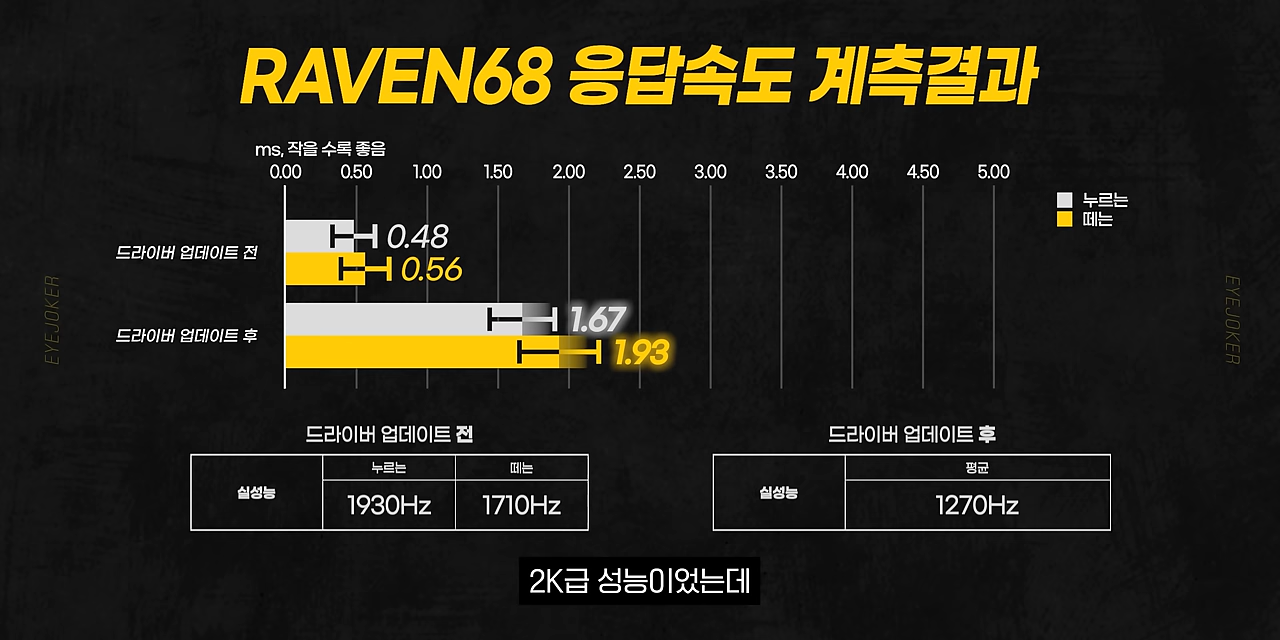 RAVEN68 응답속도 계측결과
ms, 작을 수록 좋음
0.00 0.50 1.00 1.50 2.00 2.50 3.00 3.50 4.00 4.50 5.00
누르는
떼는
드라이버 업데이트 전
0.48
0.56
드라이버 업데이트 후
1.67
1.93
EYEJOKER
EYEJOKER
드라이버 업데이트 전
실성능
누르는 떼는
1930Hz 1710Hz
드라이버 업데이트 후
실성능
평균
1270Hz
2K급 성능이었는데